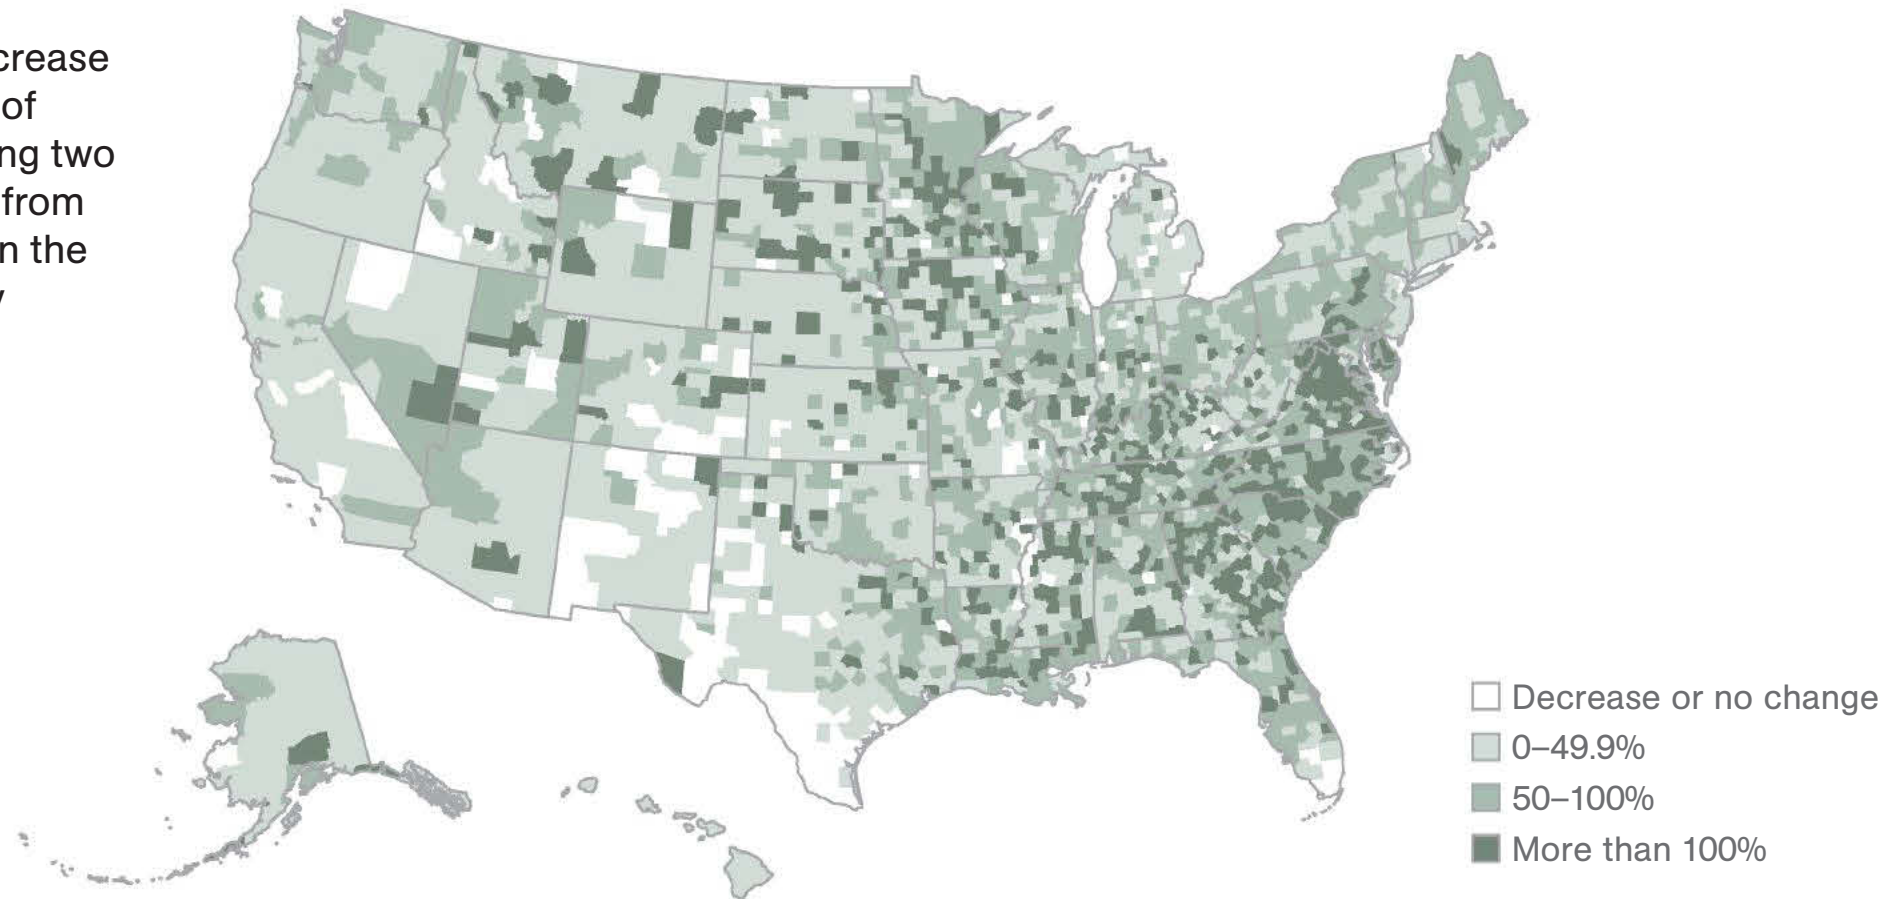 crease
of
ng two
from
n the
y
Decrease or no change
0–49.9%
50–100%
More than 100%